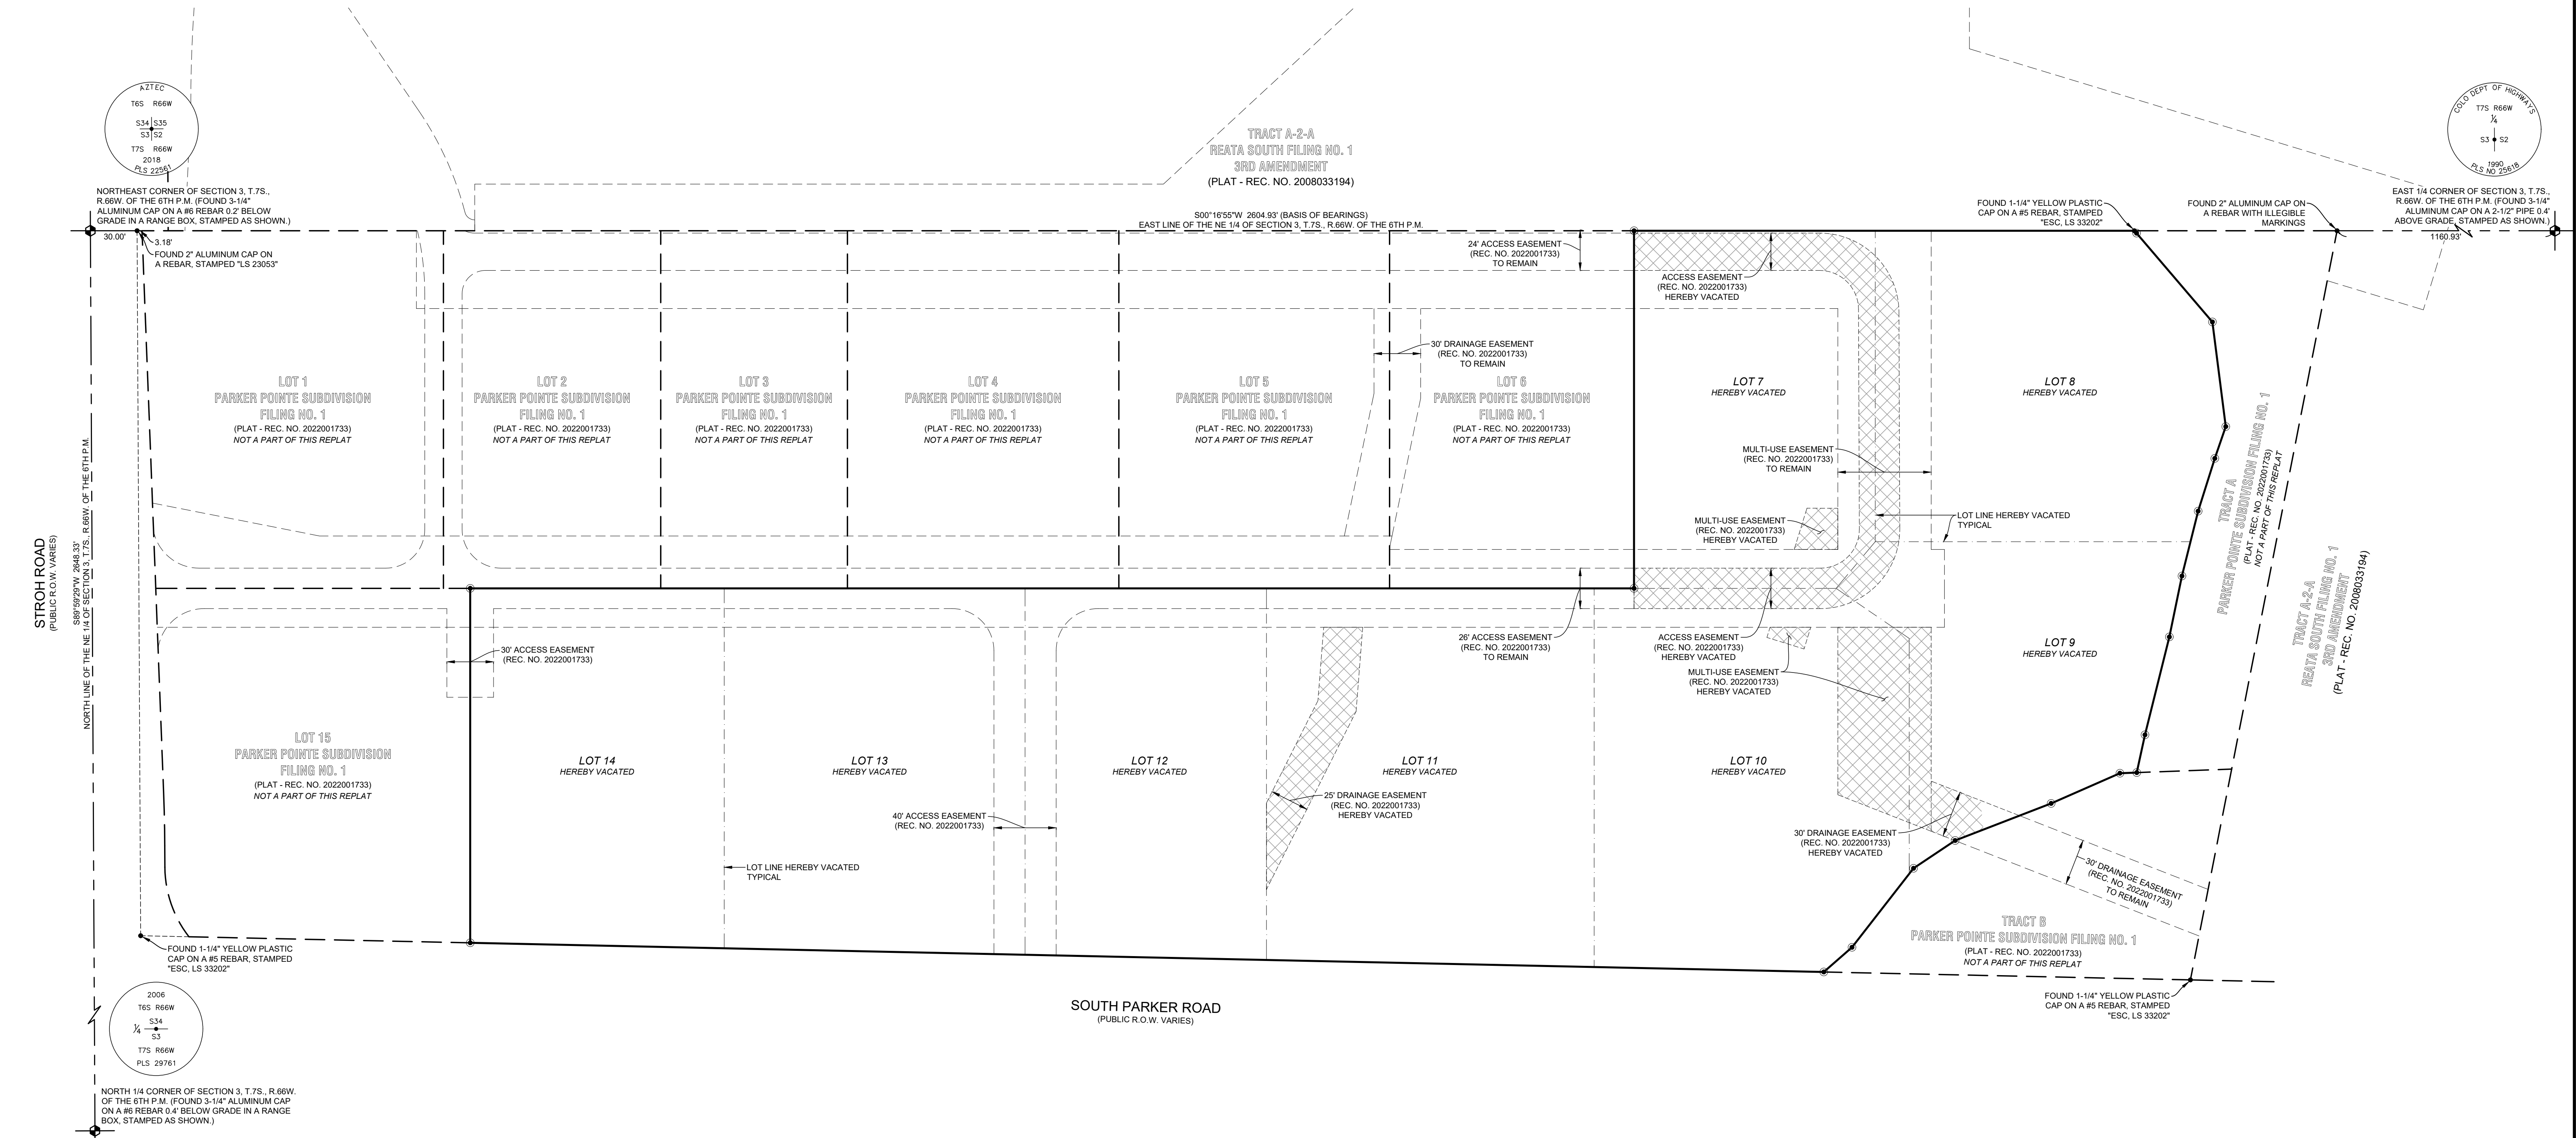 AZTEC
T6S R66W
S34 S35
S3 S2
T7S R66W
2018
PLS 22561
NORTHEAST CORNER OF SECTION 3, T.7S.,
R.66W. OF THE 6TH P.M. (FOUND 3-1/4"
ALUMINUM CAP ON A #6 REBAR 0.2' BELOW
GRADE IN A RANGE BOX, STAMPED AS SHOWN.)
30.00'
3.18'
FOUND 2" ALUMINUM CAP ON
A REBAR, STAMPED "LS 23053"
TRACT A-2-A
REATA SOUTH FILING NO. 1
3RD AMENDMENT
(PLAT - REC. NO. 2008033194)
S00°16'55"W 2604.93' (BASIS OF BEARINGS)
EAST LINE OF THE NE 1/4 OF SECTION 3, T.7S., R.66W. OF THE 6TH P.M.
COLO DEPT OF HIGHWAYS
T7S R66W
1/4
S3 S2
1990
PLS NO 25618
EAST 1/4 CORNER OF SECTION 3, T.7S.,
R.66W. OF THE 6TH P.M. (FOUND 3-1/4"
ALUMINUM CAP ON A 2-1/2" PIPE 0.4'
ABOVE GRADE, STAMPED AS SHOWN.)
1160.93'
FOUND 1-1/4" YELLOW PLASTIC
CAP ON A #5 REBAR, STAMPED
"ESC, LS 33202"
FOUND 2" ALUMINUM CAP ON
A REBAR WITH ILLEGIBLE
MARKINGS
24' ACCESS EASEMENT
(REC. NO. 2022001733)
TO REMAIN
ACCESS EASEMENT
(REC. NO. 2022001733)
HEREBY VACATED
30' DRAINAGE EASEMENT
(REC. NO. 2022001733)
TO REMAIN
LOT 1
PARKER POINTE SUBDIVISION
FILING NO. 1
(PLAT - REC. NO. 2022001733)
NOT A PART OF THIS REPLAT
LOT 2
PARKER POINTE SUBDIVISION
FILING NO. 1
(PLAT - REC. NO. 2022001733)
NOT A PART OF THIS REPLAT
LOT 3
PARKER POINTE SUBDIVISION
FILING NO. 1
(PLAT - REC. NO. 2022001733)
NOT A PART OF THIS REPLAT
LOT 4
PARKER POINTE SUBDIVISION
FILING NO. 1
(PLAT - REC. NO. 2022001733)
NOT A PART OF THIS REPLAT
LOT 5
PARKER POINTE SUBDIVISION
FILING NO. 1
(PLAT - REC. NO. 2022001733)
NOT A PART OF THIS REPLAT
LOT 6
PARKER POINTE SUBDIVISION
FILING NO. 1
(PLAT - REC. NO. 2022001733)
NOT A PART OF THIS REPLAT
LOT 7
HEREBY VACATED
LOT 8
HEREBY VACATED
MULTI-USE EASEMENT
(REC. NO. 2022001733)
TO REMAIN
MULTI-USE EASEMENT
(REC. NO. 2022001733)
HEREBY VACATED
LOT LINE HEREBY VACATED
TYPICAL
TRACT A
PARKER POINTE SUBDIVISION FILING NO. 1
(PLAT - REC. NO. 2022001733)
NOT A PART OF THIS REPLAT
TRACT A-2-A
REATA SOUTH FILING NO. 1
3RD AMENDMENT
(PLAT - REC. NO. 2008033194)
STROH ROAD
(PUBLIC R.O.W. VARIES)
S89°59'29"W 2648.33'
NORTH LINE OF THE NE 1/4 OF SECTION 3, T.7S., R.66W. OF THE 6TH P.M.
30' ACCESS EASEMENT
(REC. NO. 2022001733)
26' ACCESS EASEMENT
(REC. NO. 2022001733)
TO REMAIN
ACCESS EASEMENT
(REC. NO. 2022001733)
HEREBY VACATED
MULTI-USE EASEMENT
(REC. NO. 2022001733)
HEREBY VACATED
LOT 9
HEREBY VACATED
LOT 15
PARKER POINTE SUBDIVISION
FILING NO. 1
(PLAT - REC. NO. 2022001733)
NOT A PART OF THIS REPLAT
LOT 14
HEREBY VACATED
LOT 13
HEREBY VACATED
LOT 12
HEREBY VACATED
LOT 11
HEREBY VACATED
LOT 10
HEREBY VACATED
25' DRAINAGE EASEMENT
(REC. NO. 2022001733)
HEREBY VACATED
40' ACCESS EASEMENT
(REC. NO. 2022001733)
LOT LINE HEREBY VACATED
TYPICAL
30' DRAINAGE EASEMENT
(REC. NO. 2022001733)
HEREBY VACATED
30' DRAINAGE EASEMENT
(REC. NO. 2022001733)
TO REMAIN
TRACT B
PARKER POINTE SUBDIVISION FILING NO. 1
(PLAT - REC. NO. 2022001733)
NOT A PART OF THIS REPLAT
FOUND 1-1/4" YELLOW PLASTIC
CAP ON A #5 REBAR, STAMPED
"ESC, LS 33202"
FOUND 1-1/4" YELLOW PLASTIC
CAP ON A #5 REBAR, STAMPED
"ESC, LS 33202"
SOUTH PARKER ROAD
(PUBLIC R.O.W. VARIES)
2006
T6S R66W
S34
1/4
S3
T7S R66W
PLS 29761
NORTH 1/4 CORNER OF SECTION 3, T.7S., R.66W.
OF THE 6TH P.M. (FOUND 3-1/4" ALUMINUM CAP
ON A #6 REBAR 0.4' BELOW GRADE IN A RANGE
BOX, STAMPED AS SHOWN.)